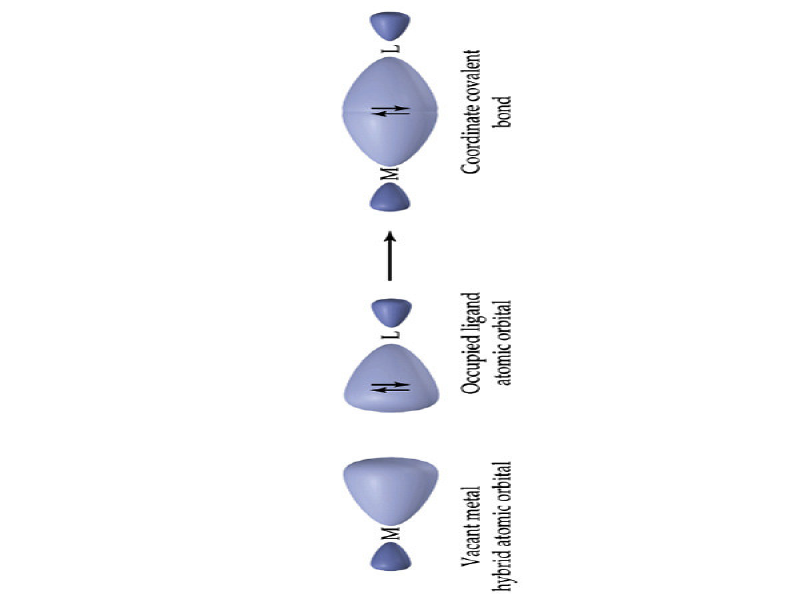 M
Vacant metal
hybrid atomic orbital
L
Occupied ligand
atomic orbital
M
L
Coordinate covalent
bond